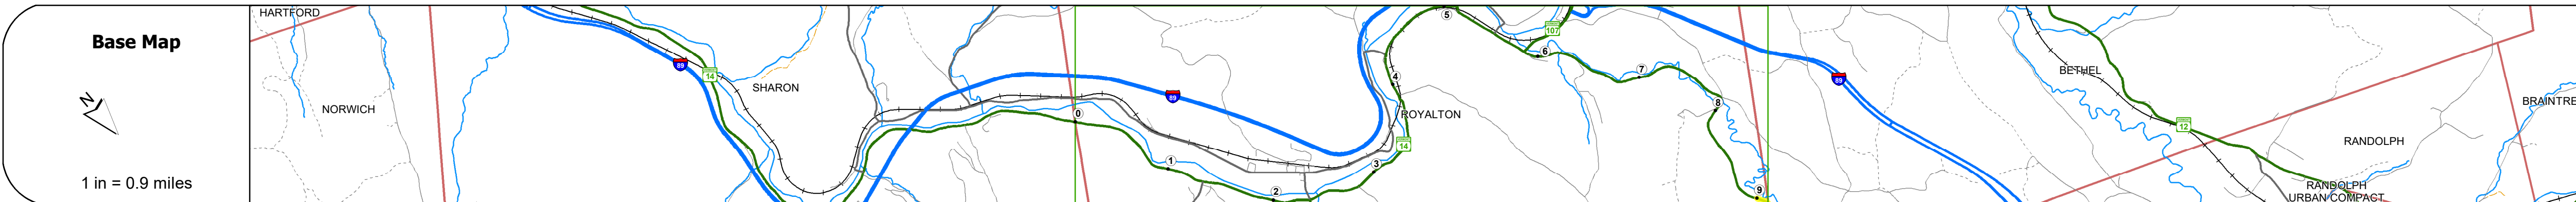 Base Map
N
1 in = 0.9 miles
HARTFORD
NORWICH
89
14
SHARON
0
1
2
3
89
4
5
ROYALTON
14
107
6
7
8
9
89
BETHEL
12
BRAINTRE
RANDOLPH
RANDOLPH
URBAN COMPACT